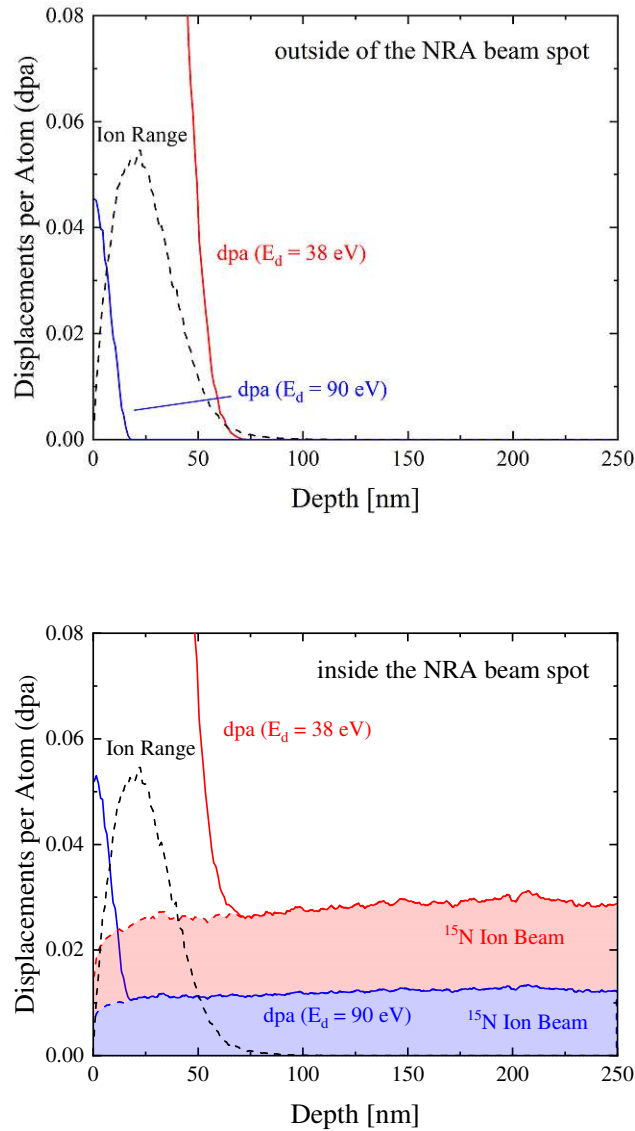 outside of the NRA beam spot
Displacements per Atom (dpa)
0.08
0.06
0.04
0.02
0.00
Ion Range
dpa (E_d = 38 eV)
dpa (E_d = 90 eV)
0 50 100 150 200 250
Depth [nm]
inside the NRA beam spot
Displacements per Atom (dpa)
0.08
0.06
0.04
0.02
0.00
dpa (E_d = 38 eV)
Ion Range
¹⁵N Ion Beam
dpa (E_d = 90 eV) ¹⁵N Ion Beam
0 50 100 150 200 250
Depth [nm]